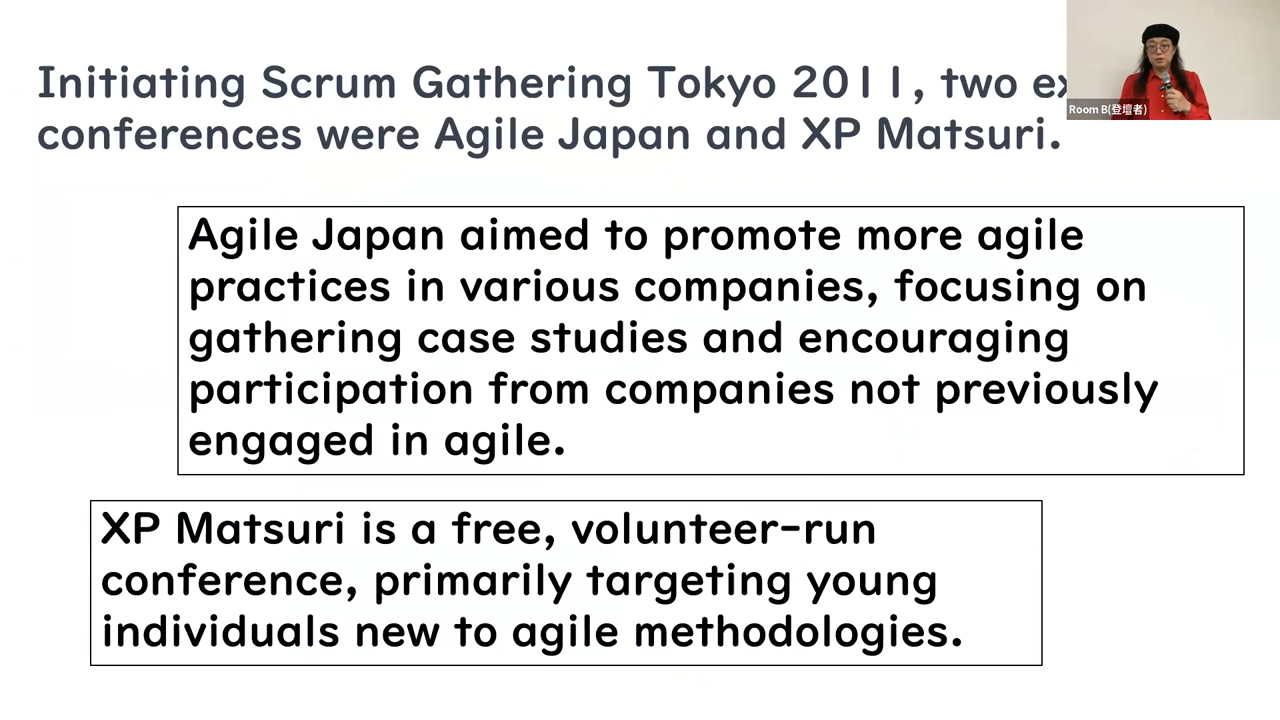 Initiating Scrum Gathering Tokyo 2011, two
conferences were Agile Japan and XP Matsuri.
Room B(登壇者)
Agile Japan aimed to promote more agile
practices in various companies, focusing on
gathering case studies and encouraging
participation from companies not previously
engaged in agile.
XP Matsuri is a free, volunteer-run
conference, primarily targeting young
individuals new to agile methodologies.